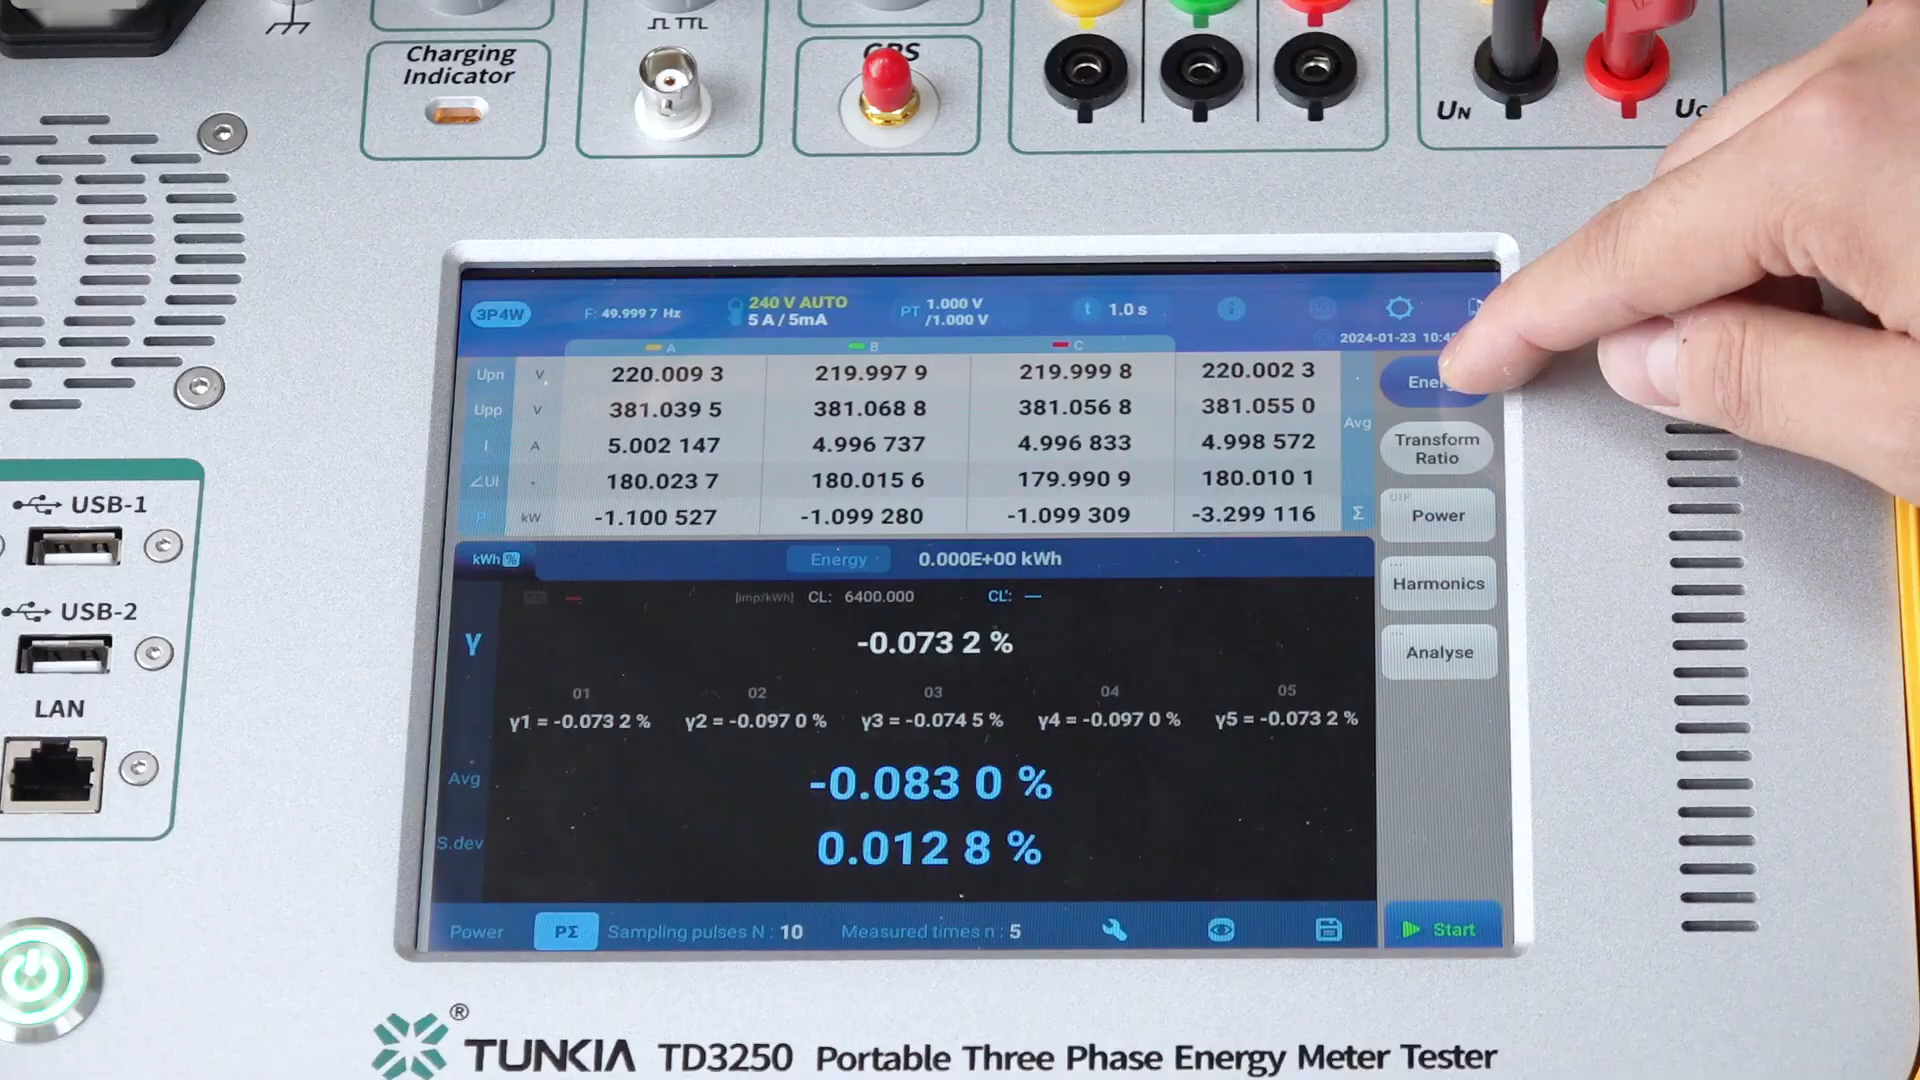 Charging
Indicator
TTL
GPS
UN
UC
3P4W
F: 49.999 7 Hz
240 V AUTO
5 A / 5mA
PT 1.000 V
/1.000 V
t 1.0 s
2024-01-23
A B C
Upn V 220.009 3 219.997 9 219.999 8 220.002 3
Upp V 381.039 5 381.068 8 381.056 8 381.055 0
Avg
I A 5.002 147 4.996 737 4.996 833 4.998 572
∠UI 180.023 7 180.015 6 179.990 9 180.010 1
P kW -1.100 527 -1.099 280 -1.099 309 -3.299 116 Σ
Transform
Ratio
UIP
Power
Harmonics
Analyse
kWh % Energy 0.000E+00 kWh
[imp/kWh] CL: 6400.000 CL': —
γ -0.073 2 %
01 02 03 04 05
γ1 = -0.073 2 % γ2 = -0.097 0 % γ3 = -0.074 5 % γ4 = -0.097 0 % γ5 = -0.073 2 %
Avg -0.083 0 %
S.dev 0.012 8 %
Power PΣ Sampling pulses N : 10 Measured times n : 5
Start
USB-1
USB-2
LAN
® TUNKIA TD3250 Portable Three Phase Energy Meter Tester